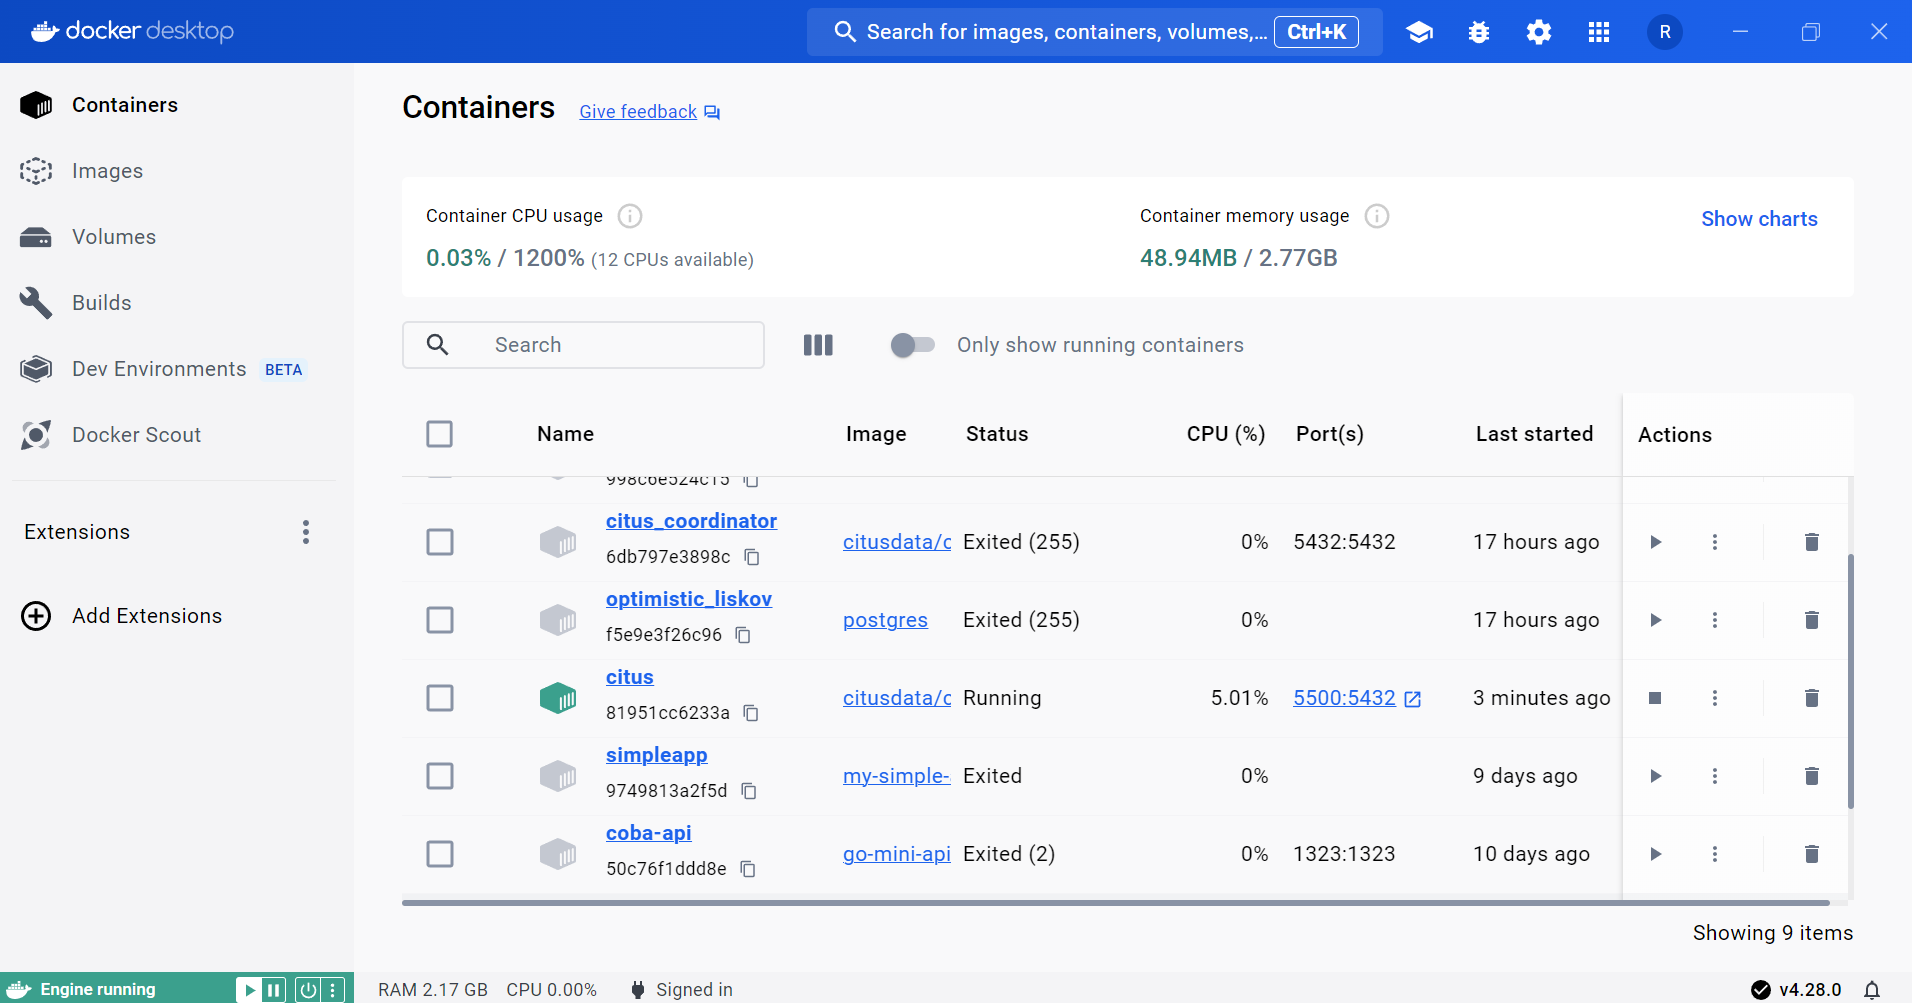 docker desktop
Search for images, containers, volumes,... Ctrl+K
R
Containers
Images
Volumes
Builds
Dev Environments BETA
Docker Scout
Extensions
Add Extensions
Containers Give feedback
Container CPU usage
0.03% / 1200% (12 CPUs available)
Container memory usage
48.94MB / 2.77GB
Show charts
Search
Only show running containers
Name Image Status CPU (%) Port(s) Last started Actions
998c6e524c15
citus_coordinator
6db797e3898c
citusdata/c Exited (255) 0% 5432:5432 17 hours ago
optimistic_liskov
f5e9e3f26c96
postgres Exited (255) 0% 17 hours ago
citus
81951cc6233a
citusdata/c Running 5.01% 5500:5432 3 minutes ago
simpleapp
9749813a2f5d
my-simple- Exited 0% 9 days ago
coba-api
50c76f1ddd8e
go-mini-api Exited (2) 0% 1323:1323 10 days ago
Showing 9 items
Engine running
RAM 2.17 GB CPU 0.00% Signed in
v4.28.0